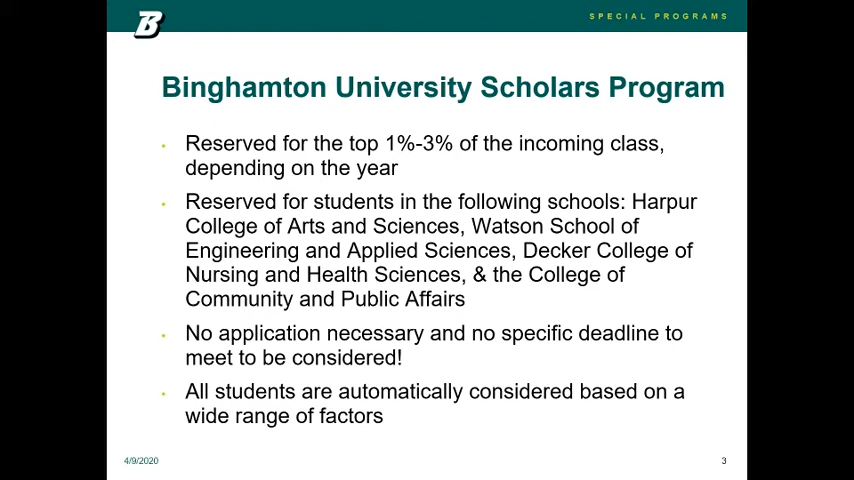 B
SPECIAL PROGRAMS
Binghamton University Scholars Program
• Reserved for the top 1%-3% of the incoming class,
depending on the year
• Reserved for students in the following schools: Harpur
College of Arts and Sciences, Watson School of
Engineering and Applied Sciences, Decker College of
Nursing and Health Sciences, & the College of
Community and Public Affairs
• No application necessary and no specific deadline to
meet to be considered!
• All students are automatically considered based on a
wide range of factors
4/9/2020
3